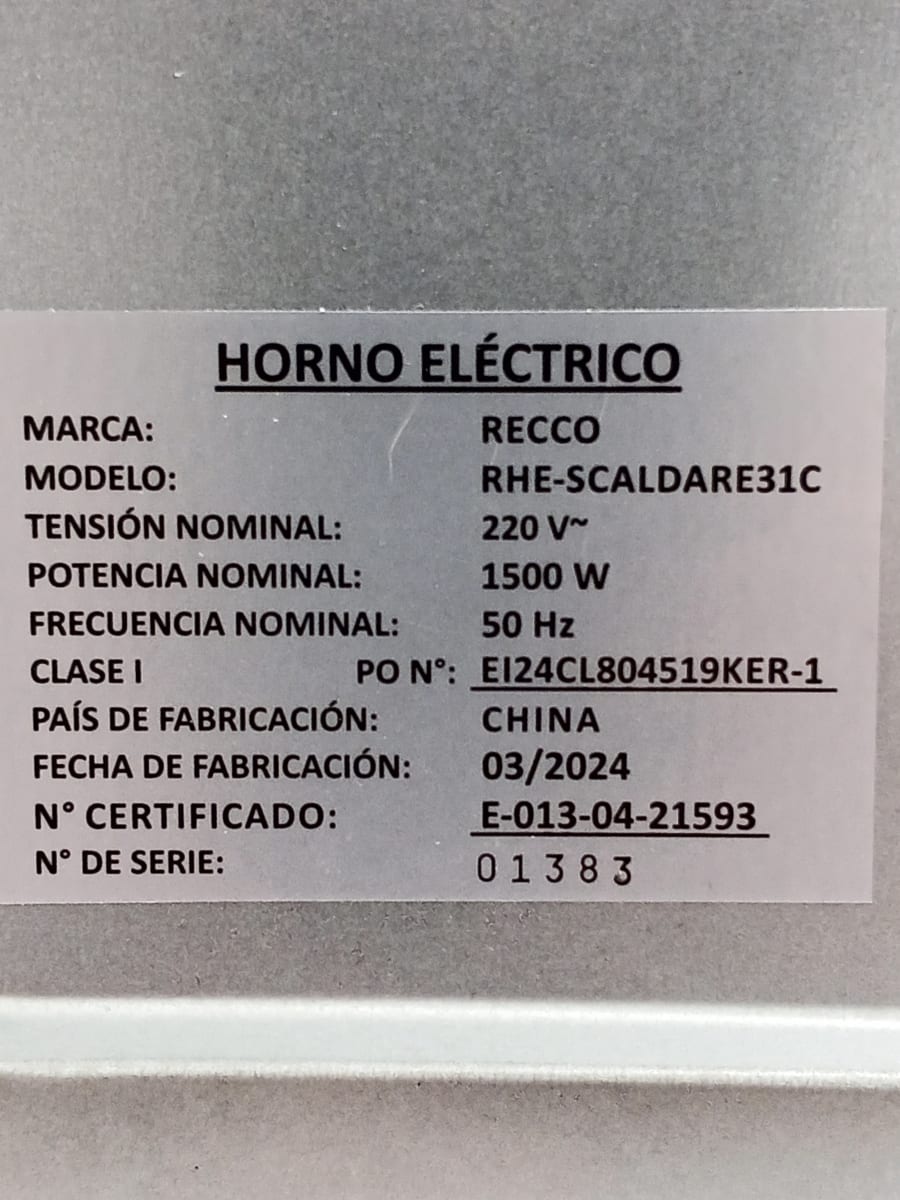 HORNO ELÉCTRICO
MARCA: RECCO
MODELO: RHE-SCALDARE31C
TENSIÓN NOMINAL: 220 V~
POTENCIA NOMINAL: 1500 W
FRECUENCIA NOMINAL: 50 Hz
CLASE I PO N°: EI24CL804519KER-1
PAÍS DE FABRICACIÓN: CHINA
FECHA DE FABRICACIÓN: 03/2024
N° CERTIFICADO: E-013-04-21593
N° DE SERIE: 01383